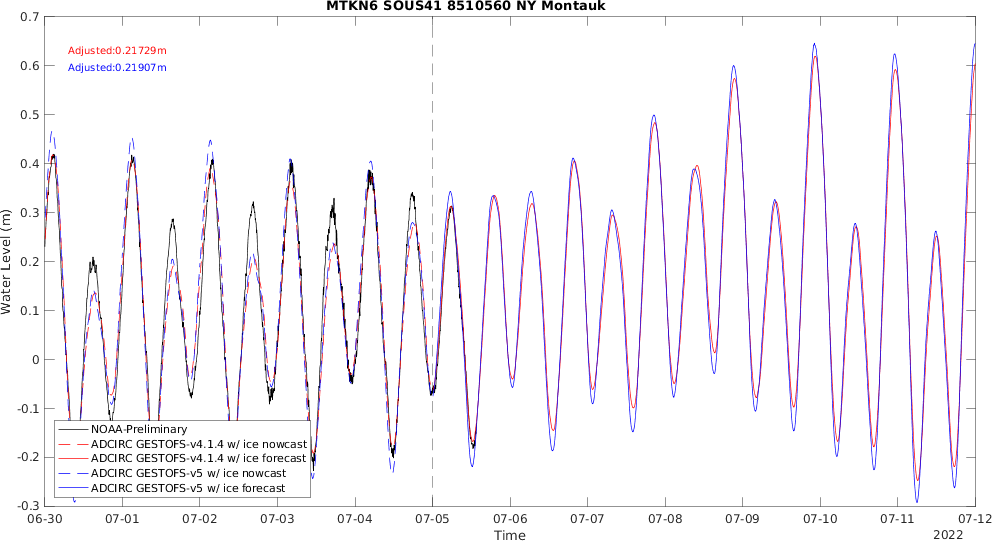 MTKN6 SOUS41 8510560 NY Montauk
0.7
Adjusted:0.21729m
Adjusted:0.21907m
0.6
0.5
0.4
0.3
0.2
0.1
0
-0.1
-0.2
-0.3
Water Level (m)
NOAA-Preliminary
ADCIRC GESTOFS-v4.1.4 w/ ice nowcast
ADCIRC GESTOFS-v4.1.4 w/ ice forecast
ADCIRC GESTOFS-v5 w/ ice nowcast
ADCIRC GESTOFS-v5 w/ ice forecast
06-30 07-01 07-02 07-03 07-04 07-05 07-06 07-07 07-08 07-09 07-10 07-11 07-12
Time
2022